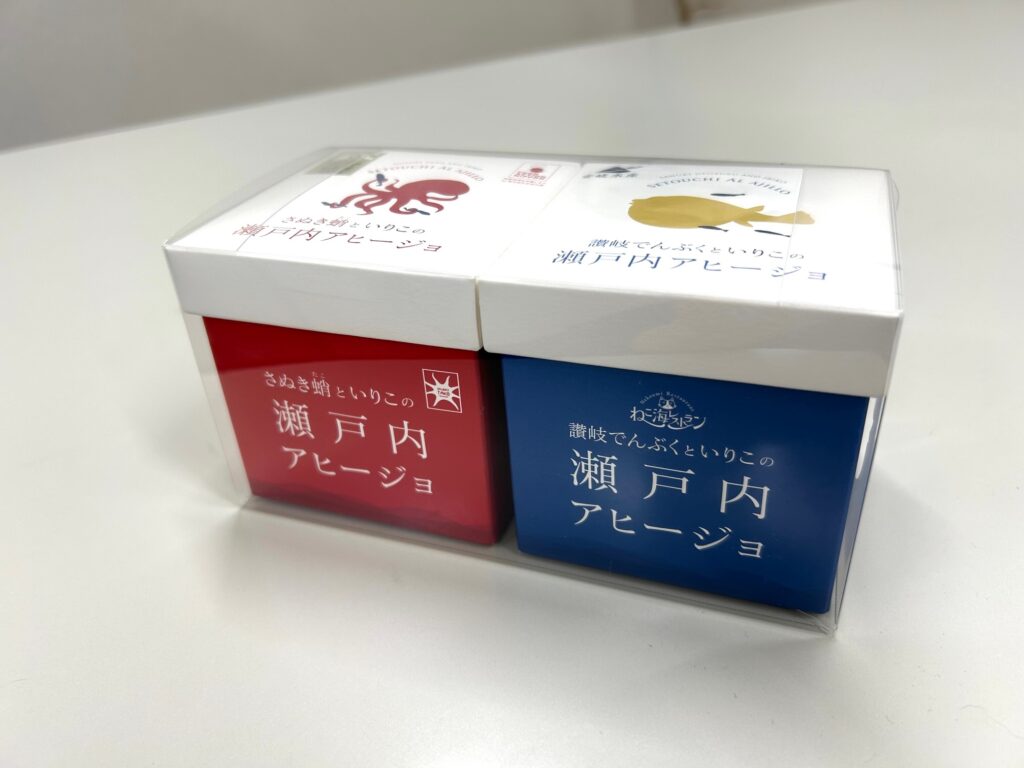 SETOUCHI AL AJILLO
さぬき蛸といりこの
瀬戸内アヒージョ
SETOUCHI AL AJILLO
讃岐でんぶくといりこの
瀬戸内アヒージョ
さぬき蛸といりこの
たこ
瀬戸内
アヒージョ
ねこ海レストラン
讃岐でんぶくといりこの
瀬戸内
アヒージョ